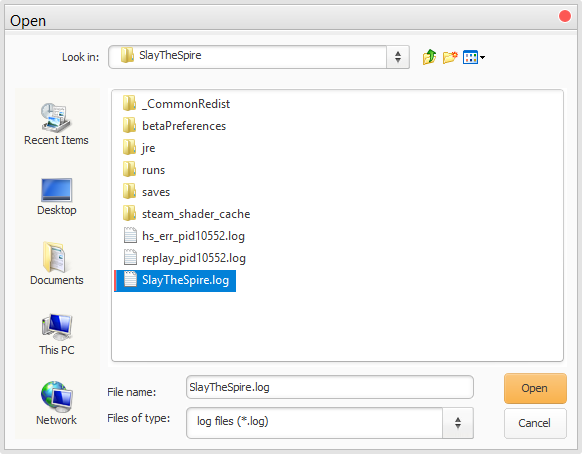 Open
Look in: SlayTheSpire
_CommonRedist
betaPreferences
jre
runs
saves
steam_shader_cache
hs_err_pid10552.log
replay_pid10552.log
SlayTheSpire.log
Recent Items
Desktop
Documents
This PC
Network
File name: SlayTheSpire.log
Open
Files of type: log files (*.log)
Cancel